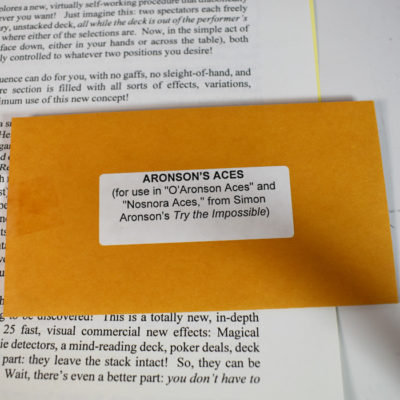 plores a new, virtually self-working procedure that
ever you want! Just imagine this: two spectators each freely
ry, unstacked deck, all while the deck is out of the performer's
where either of the selections are. Now, in the simple act of
face down, either in your hands or across the table), both
ly controlled to whatever two positions you desire!
uence can do for you, with no gaffs, no sleight-of-hand, and
re section is filled with all sorts of effects, variations,
imum use of this new concept!
ARONSON'S ACES
(for use in "O'Aronson Aces" and
"Nosnora Aces," from Simon
Aronson's Try the Impossible)
to be discovered! This is a totally new, in-depth
25 fast, visual commercial new effects: Magical
ie detectors, a mind-reading deck, poker deals, deck
part: they leave the stack intact! So, they can be
Wait, there's even a better part: you don't have to